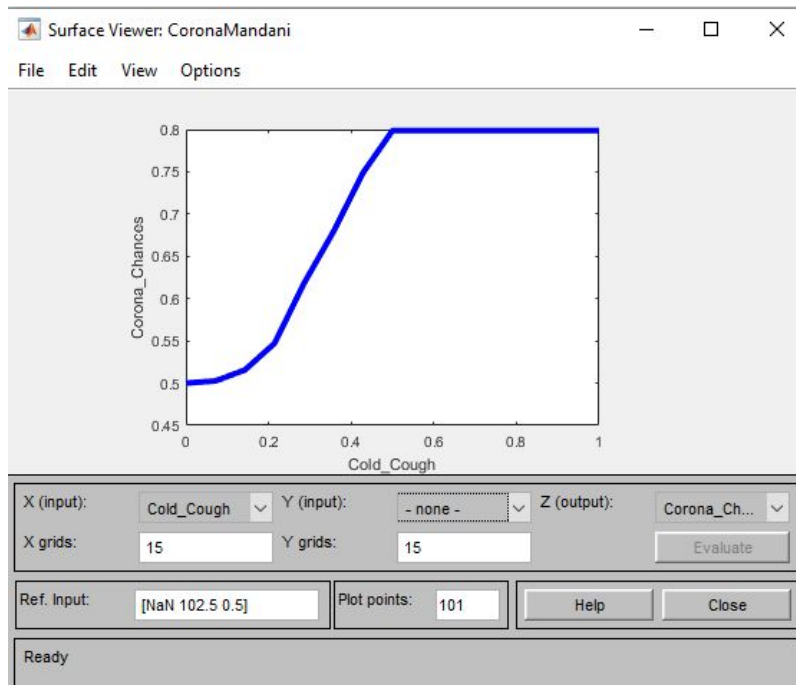 Surface Viewer: CoronaMandani
File Edit View Options
0.8
0.75
0.7
0.65
0.6
0.55
0.5
0.45
Corona_Chances
0 0.2 0.4 0.6 0.8 1
Cold_Cough
X (input): Cold_Cough Y (input): - none - Z (output): Corona_Ch...
X grids: 15 Y grids: 15 Evaluate
Ref. Input: [NaN 102.5 0.5] Plot points: 101 Help Close
Ready